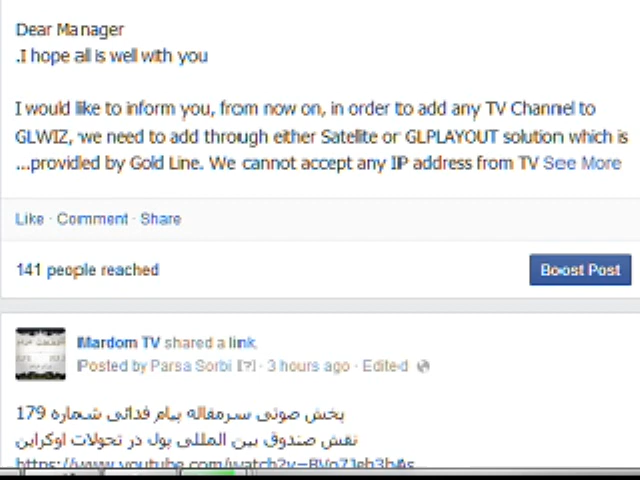 Dear Manager
.I hope all is well with you
I would like to inform you, from now on, in order to add any TV Channel to
GLWIZ, we need to add through either Satelite or GLPLAYOUT solution which is
...provided by Gold Line. We cannot accept any IP address from TV See More
Like · Comment · Share
141 people reached
Boost Post
Mardom TV shared a link.
Posted by Parsa Sorbi [?] · 3 hours ago · Edited
پخش صوتی سرمقاله پیام فدائی شماره 179
نقش صندوق بین المللی پول در تحولات اوکراین